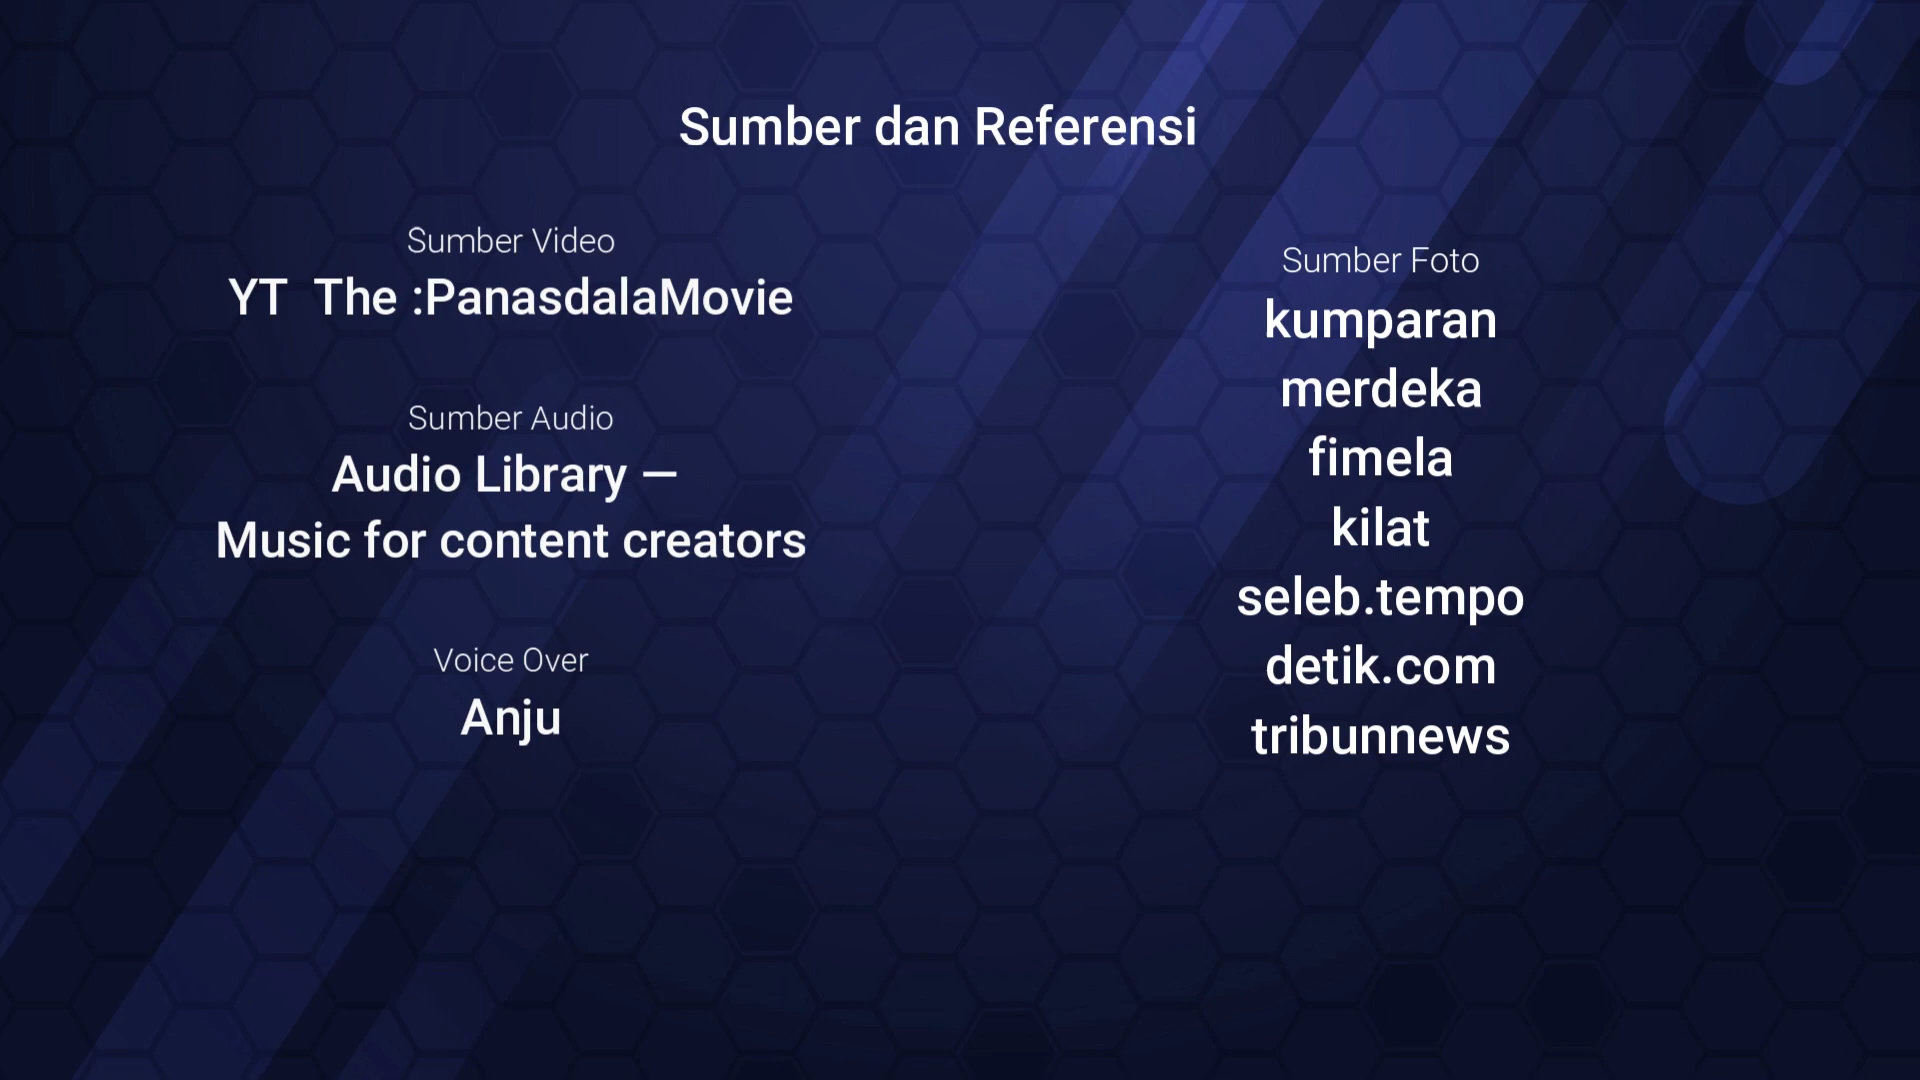 Sumber dan Referensi
Sumber Video
YT  The :PanasdalaMovie
Sumber Audio
Audio Library —
Music for content creators
Voice Over
Anju
Sumber Foto
kumparan
merdeka
fimela
kilat
seleb.tempo
detik.com
tribunnews